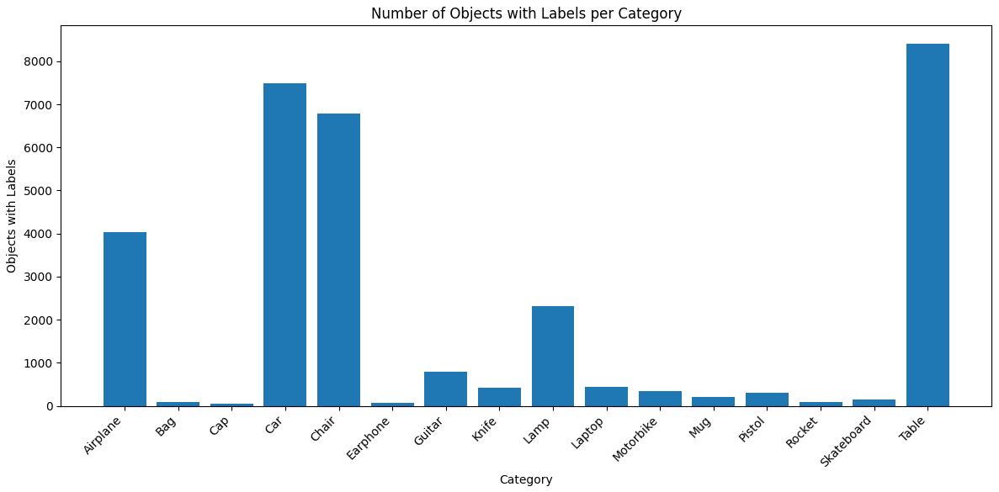 Number of Objects with Labels per Category
Objects with Labels
8000
7000
6000
5000
4000
3000
2000
1000
0
Airplane
Bag
Cap
Car
Chair
Earphone
Guitar
Knife
Lamp
Laptop
Motorbike
Mug
Pistol
Rocket
Skateboard
Table
Category